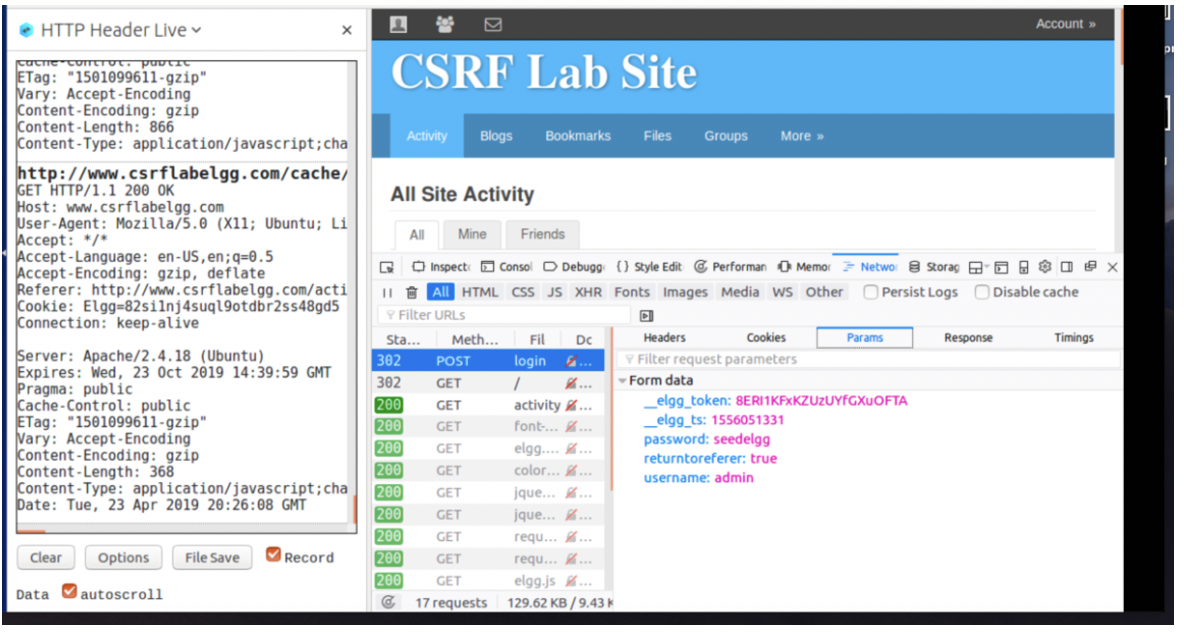 HTTP Header Live
Cache-Control: public
ETag: "1501099611-gzip"
Vary: Accept-Encoding
Content-Encoding: gzip
Content-Length: 866
Content-Type: application/javascript;cha
http://www.csrflabelgg.com/cache/
GET HTTP/1.1 200 OK
Host: www.csrflabelgg.com
User-Agent: Mozilla/5.0 (X11; Ubuntu; Li
Accept: */*
Accept-Language: en-US,en;q=0.5
Accept-Encoding: gzip, deflate
Referer: http://www.csrflabelgg.com/acti
Cookie: Elgg=82si1nj4suql9otdbr2ss48gd5
Connection: keep-alive
Server: Apache/2.4.18 (Ubuntu)
Expires: Wed, 23 Oct 2019 14:39:59 GMT
Pragma: public
Cache-Control: public
ETag: "1501099611-gzip"
Vary: Accept-Encoding
Content-Encoding: gzip
Content-Length: 368
Content-Type: application/javascript;cha
Date: Tue, 23 Apr 2019 20:26:08 GMT
Clear Options File Save Record
Data autoscroll
Account »
CSRF Lab Site
Activity Blogs Bookmarks Files Groups More »
All Site Activity
All Mine Friends
Inspect Consol Debugg {} Style Edit Performan Memor Netwo Storag
All HTML CSS JS XHR Fonts Images Media WS Other Persist Logs Disable cache
Filter URLs
Sta... Meth... Fil Dc
302 POST login ...
302 GET / ...
200 GET activity ...
200 GET font-... ...
200 GET elgg.... ...
200 GET color... ...
200 GET jque... ...
200 GET jque... ...
200 GET requ... ...
200 GET requ... ...
200 GET elgg.js ...
17 requests 129.62 KB / 9.43 K
Headers Cookies Params Response Timings
Filter request parameters
Form data
__elgg_token: 8ERI1KFxKZUzUYfGXuOFTA
__elgg_ts: 1556051331
password: seedelgg
returntoreferer: true
username: admin